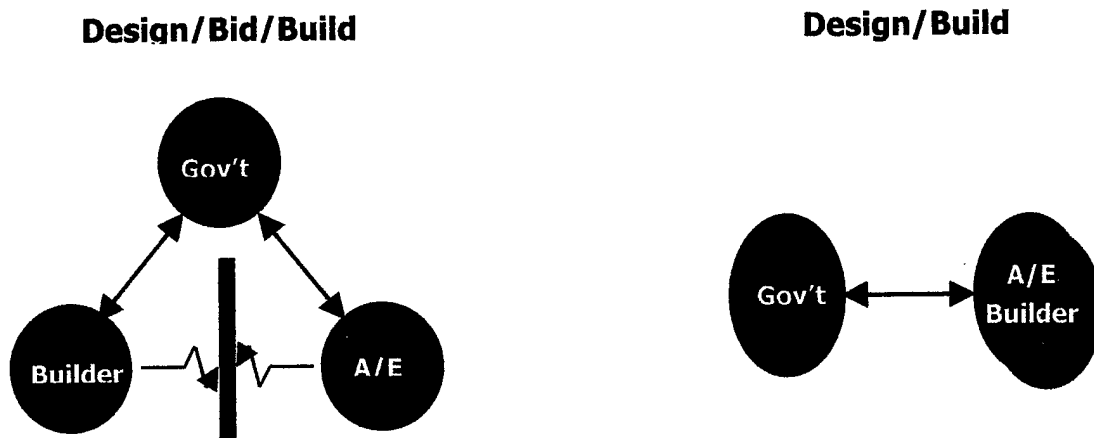 Design/Bid/Build
Design/Build
Gov't
Gov't
A/E
Builder
Builder
A/E